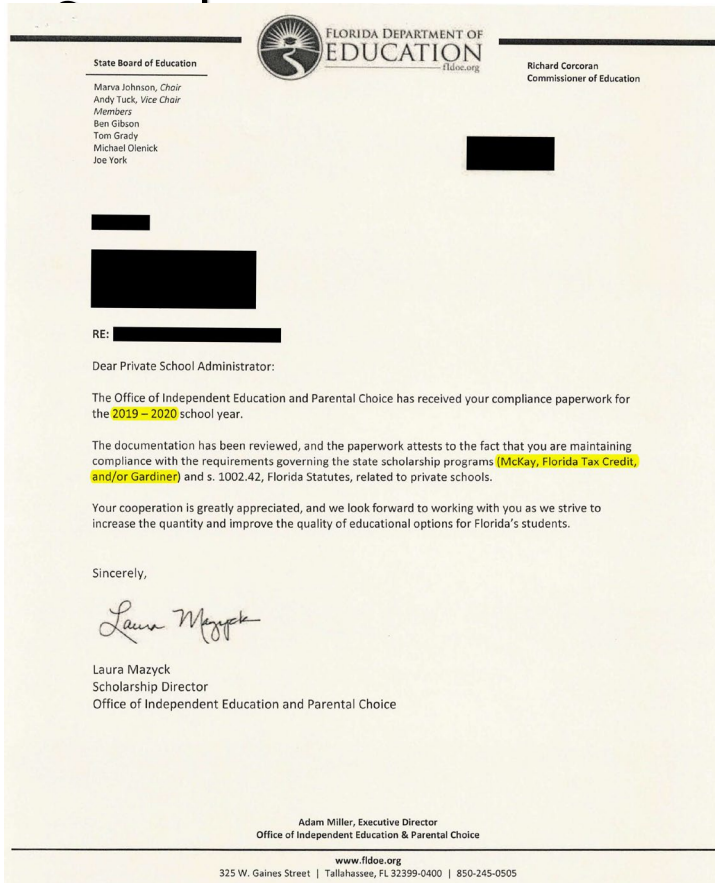 FLORIDA DEPARTMENT OF
EDUCATION
fldoe.org
State Board of Education
Marva Johnson, Chair
Andy Tuck, Vice Chair
Members
Ben Gibson
Tom Grady
Michael Olenick
Joe York
Richard Corcoran
Commissioner of Education
RE:
Dear Private School Administrator:
The Office of Independent Education and Parental Choice has received your compliance paperwork for
the 2019 – 2020 school year.
The documentation has been reviewed, and the paperwork attests to the fact that you are maintaining
compliance with the requirements governing the state scholarship programs (McKay, Florida Tax Credit,
and/or Gardiner) and s. 1002.42, Florida Statutes, related to private schools.
Your cooperation is greatly appreciated, and we look forward to working with you as we strive to
increase the quantity and improve the quality of educational options for Florida's students.
Sincerely,
Laura Mazyck
Laura Mazyck
Scholarship Director
Office of Independent Education and Parental Choice
Adam Miller, Executive Director
Office of Independent Education & Parental Choice
www.fldoe.org
325 W. Gaines Street | Tallahassee, FL 32399-0400 | 850-245-0505